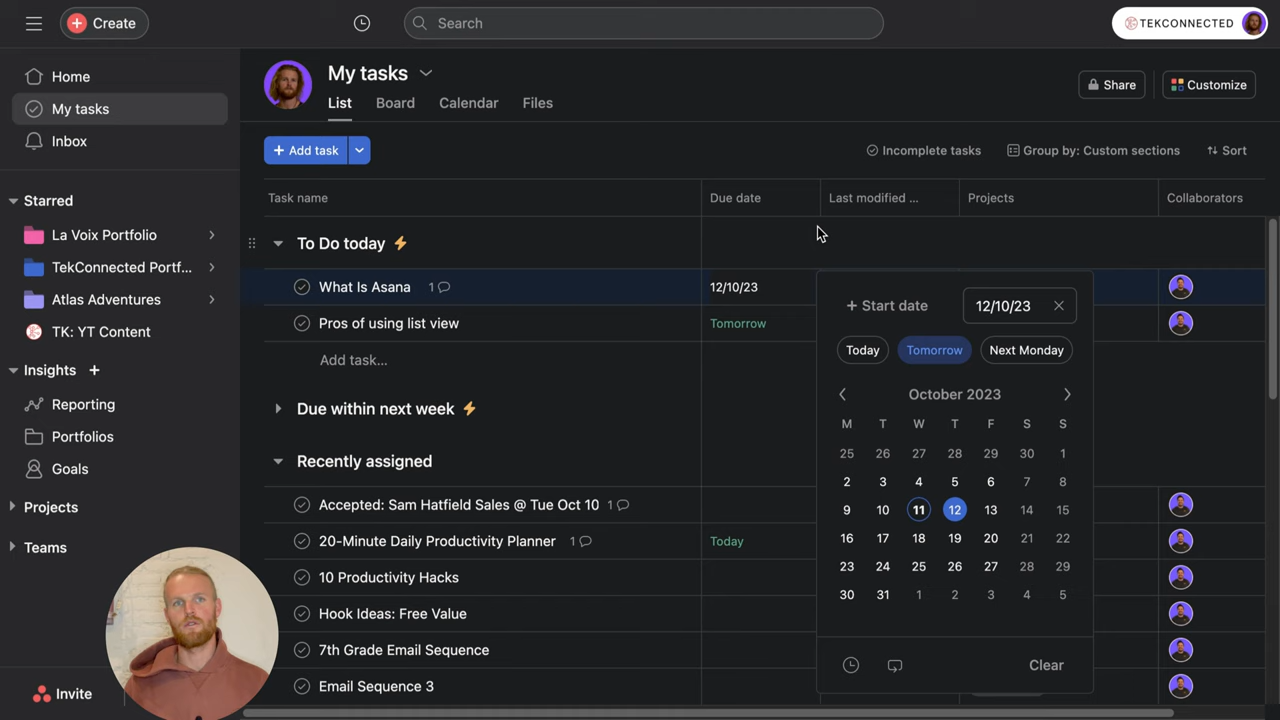 Create
Search
TEKCONNECTED
Home
My tasks
Inbox
Starred
La Voix Portfolio
TekConnected Portf...
Atlas Adventures
TK: YT Content
Insights +
Reporting
Portfolios
Goals
Projects
Teams
Invite
My tasks
List Board Calendar Files
Share
Customize
+ Add task
Incomplete tasks
Group by: Custom sections
Sort
Task name Due date Last modified ... Projects Collaborators
To Do today
What Is Asana 1 12/10/23
Pros of using list view Tomorrow
Add task...
Due within next week
Recently assigned
Accepted: Sam Hatfield Sales @ Tue Oct 10 1
20-Minute Daily Productivity Planner 1 Today
10 Productivity Hacks
Hook Ideas: Free Value
7th Grade Email Sequence
Email Sequence 3
+ Start date 12/10/23
Today Tomorrow Next Monday
October 2023
M T W T F S S
25 26 27 28 29 30 1
2 3 4 5 6 7 8
9 10 11 12 13 14 15
16 17 18 19 20 21 22
23 24 25 26 27 28 29
30 31 1 2 3 4 5
Clear